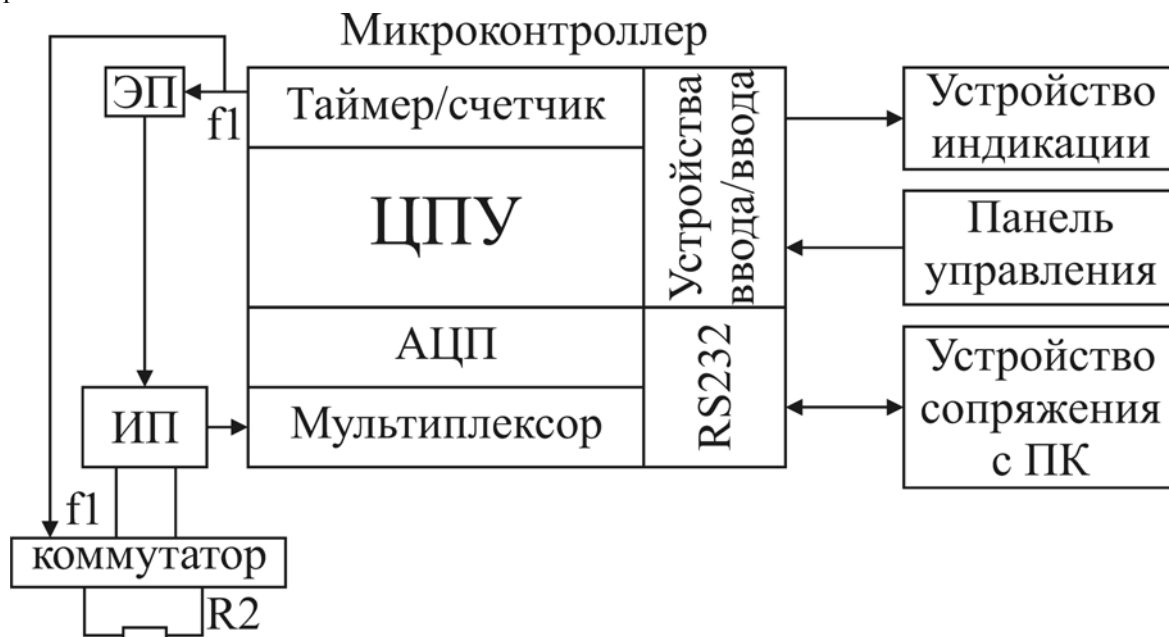 Микроконтроллер
ЭП
f1
Таймер/счетчик
ЦПУ
АЦП
Мультиплексор
Устройства
ввода/ввода
RS232
Устройство
индикации
Панель
управления
Устройство
сопряжения
с ПК
ИП
f1
коммутатор
R2